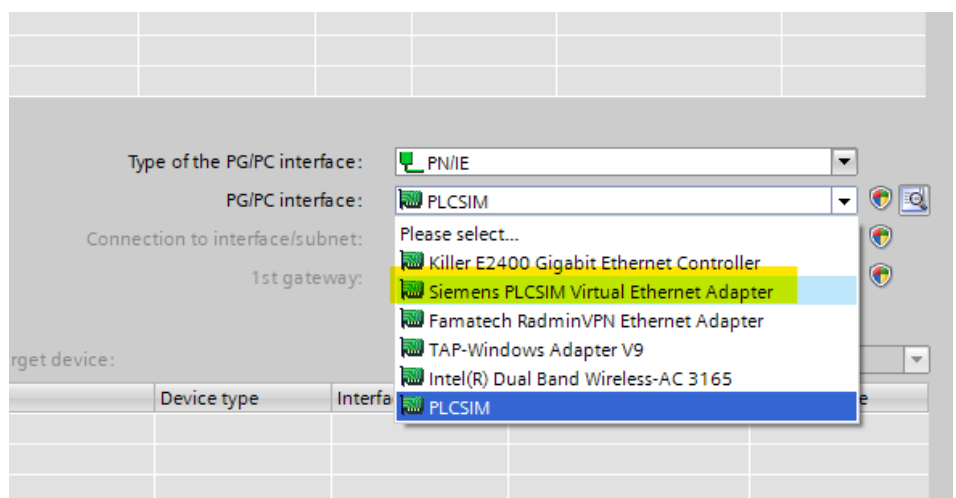 Type of the PG/PC interface: PN/IE
PG/PC interface: PLCSIM
Please select...
Connection to interface/subnet:
Killer E2400 Gigabit Ethernet Controller
1st gateway:
Siemens PLCSIM Virtual Ethernet Adapter
Famatech RadminVPN Ethernet Adapter
rget device:
TAP-Windows Adapter V9
Intel(R) Dual Band Wireless-AC 3165
Device type Interfa e
PLCSIM